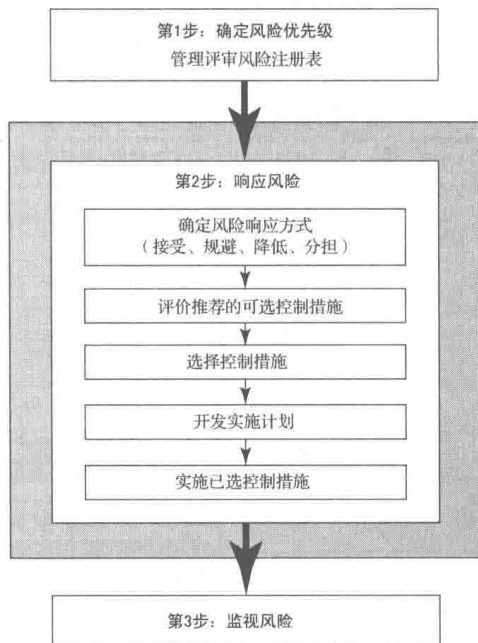 第1步：确定风险优先级
管理评审风险注册表
第2步：响应风险
确定风险响应方式
（接受、规避、降低、分担）
评价推荐的可选控制措施
选择控制措施
开发实施计划
实施已选控制措施
第3步：监视风险